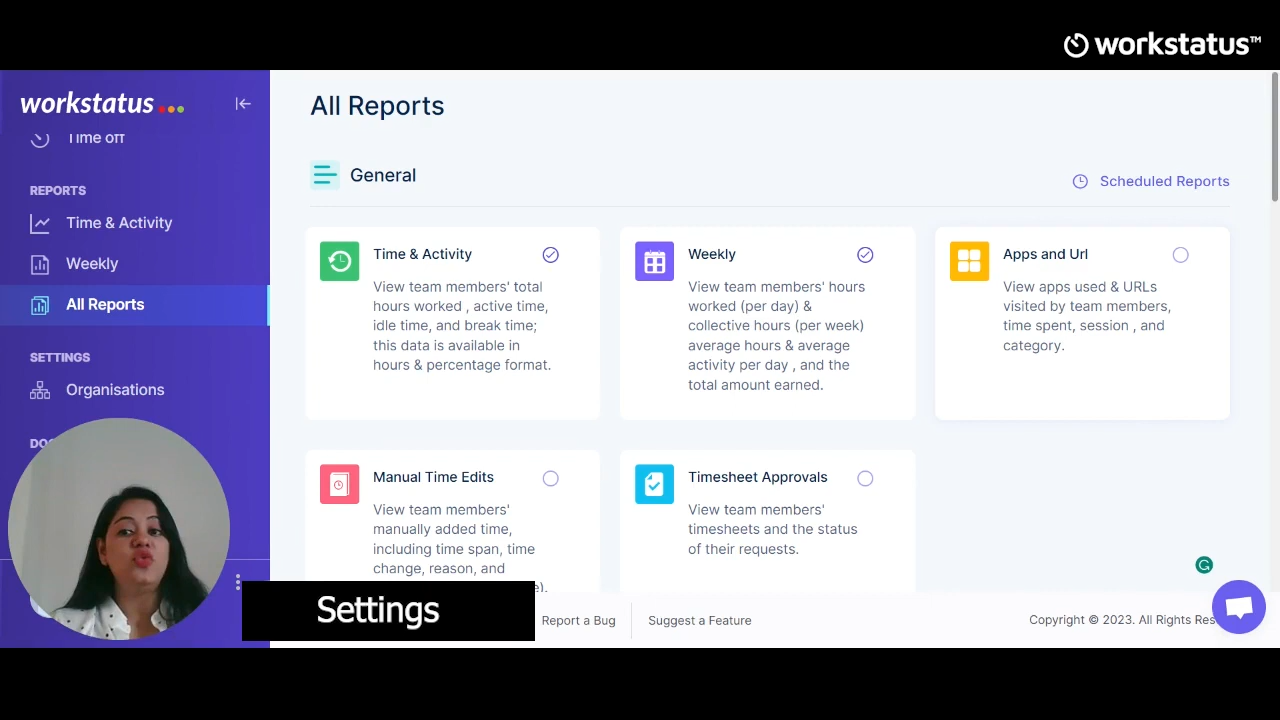 workstatus™
workstatus
Time off
REPORTS
Time & Activity
Weekly
All Reports
SETTINGS
Organisations
All Reports
General
Scheduled Reports
Time & Activity
View team members' total
hours worked , active time,
idle time, and break time;
this data is available in
hours & percentage format.
Weekly
View team members' hours
worked (per day) &
collective hours (per week)
average hours & average
activity per day , and the
total amount earned.
Apps and Url
View apps used & URLs
visited by team members,
time spent, session , and
category.
Manual Time Edits
View team members'
manually added time,
including time span, time
change, reason, and
Timesheet Approvals
View team members'
timesheets and the status
of their requests.
Settings
Report a Bug
Suggest a Feature
Copyright © 2023. All Rights Res